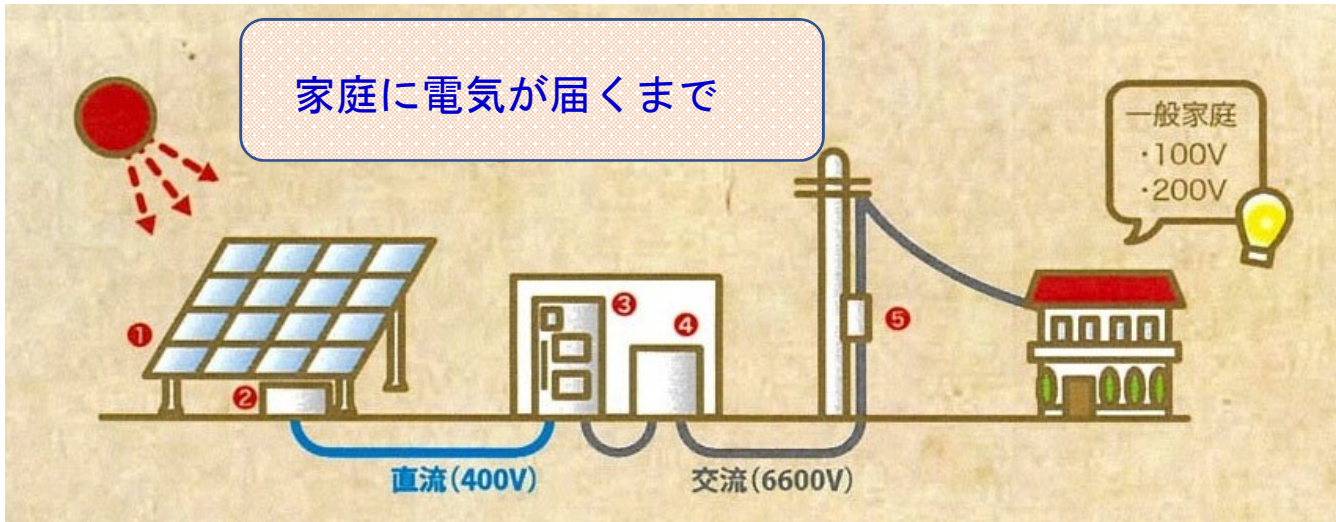 家庭に電気が届くまで
一般家庭
・100V
・200V
❶
❷
❸
❹
❺
直流(400V)
交流(6600V)